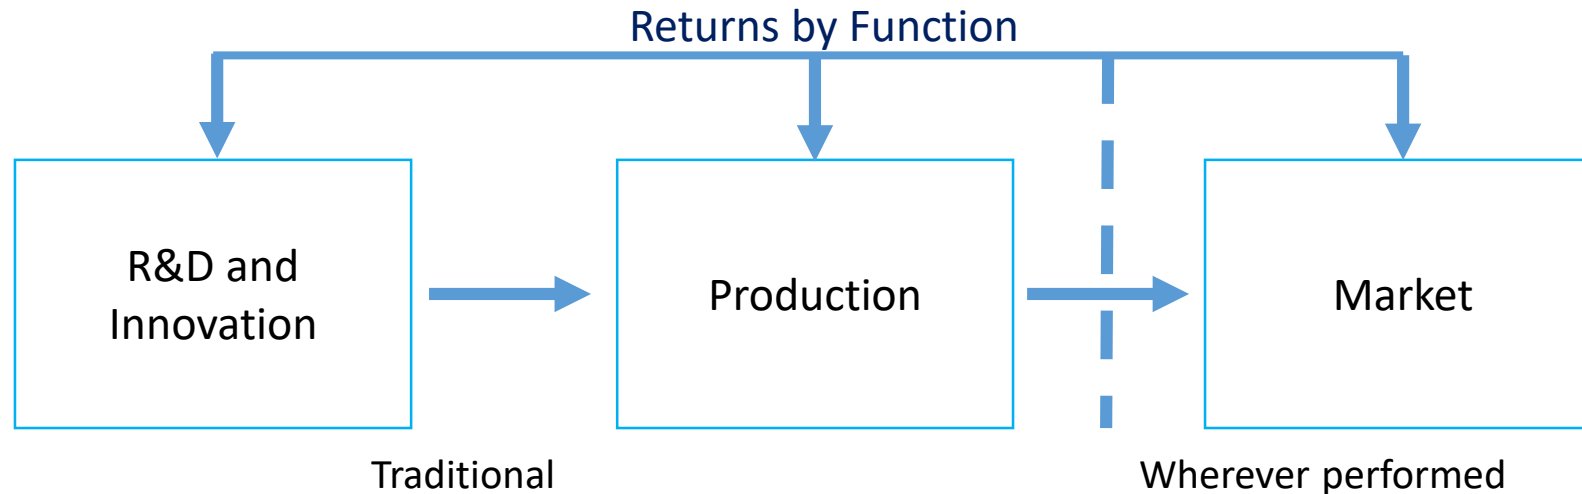 Returns by Function
R&D and
Innovation
Production
Market
Traditional
Wherever performed